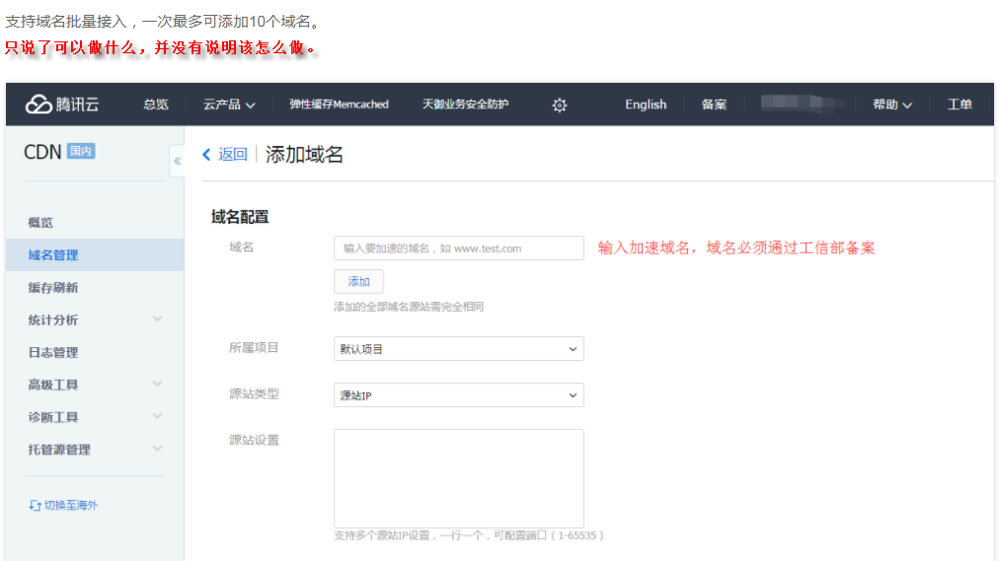 支持域名批量接入，一次最多可添加10个域名。
只说了可以做什么，并没有说明该怎么做。
腾讯云 总览 云产品 弹性缓存Memcached 天御业务安全防护 English 备案 帮助 工单
CDN 国内
返回 添加域名
概览
域名管理
缓存刷新
统计分析
日志管理
高级工具
诊断工具
托管源管理
切换至海外
域名配置
域名 输入要加速的域名，如 www.test.com 输入加速域名，域名必须通过工信部备案
添加
添加的全部域名源站需完全相同
所属项目 默认项目
源站类型 源站IP
源站设置
支持多个源站IP设置，一行一个，可配置端口（1-65535）